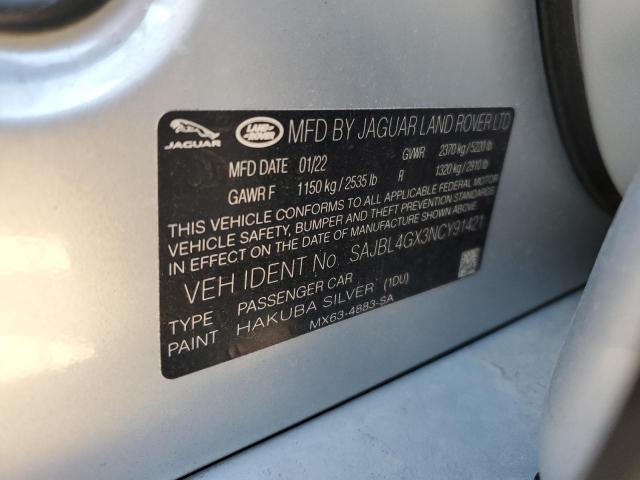 JAGUAR LAND ROVER MFD BY JAGUAR LAND ROVER LTD
MFD DATE 01/22 GVWR 2370 kg / 5220 lb
GAWR F 1150 kg / 2535 lb R 1320 kg / 2910 lb
THIS VEHICLE CONFORMS TO ALL APPLICABLE FEDERAL MOTOR
VEHICLE SAFETY, BUMPER AND THEFT PREVENTION STANDARDS
IN EFFECT ON THE DATE OF MANUFACTURE SHOWN ABOVE
VEH IDENT No. SAJBL4GX3NCY91421
TYPE PASSENGER CAR
PAINT HAKUBA SILVER (1DU)
MX63-4883-SA